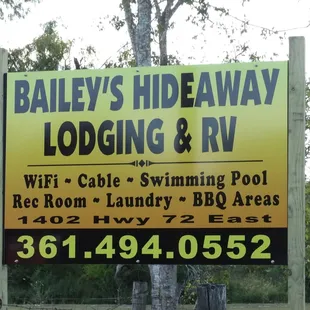 BAILEY'S HIDEAWAY
LODGING & RV
WiFi ~ Cable ~ Swimming Pool
Rec Room ~ Laundry ~ BBQ Areas
1402 Hwy 72 East
361.494.0552